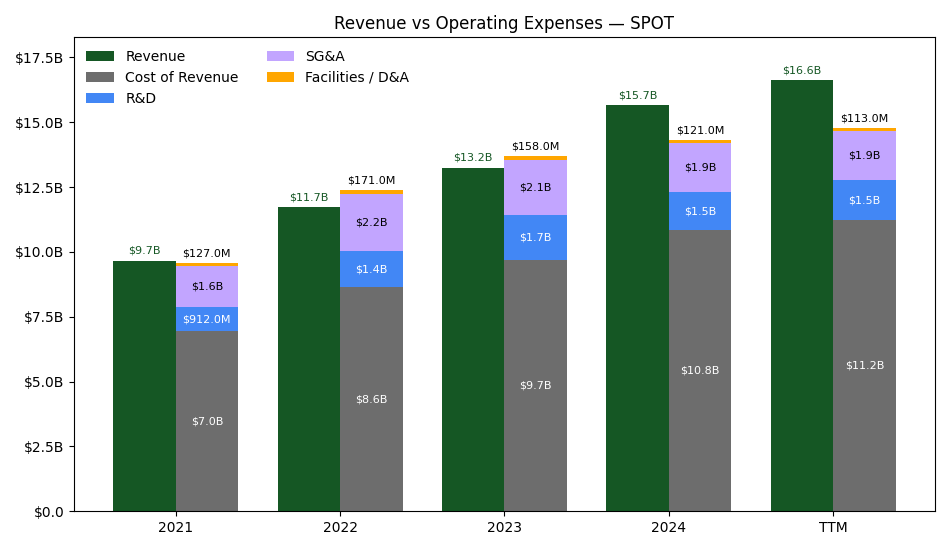 Revenue vs Operating Expenses — SPOT
Revenue
Cost of Revenue
R&D
SG&A
Facilities / D&A
$17.5B
$15.0B
$12.5B
$10.0B
$7.5B
$5.0B
$2.5B
$0.0
$9.7B
$127.0M
$1.6B
$912.0M
$7.0B
$11.7B
$171.0M
$2.2B
$1.4B
$8.6B
$13.2B
$158.0M
$2.1B
$1.7B
$9.7B
$15.7B
$121.0M
$1.9B
$1.5B
$10.8B
$16.6B
$113.0M
$1.9B
$1.5B
$11.2B
2021
2022
2023
2024
TTM